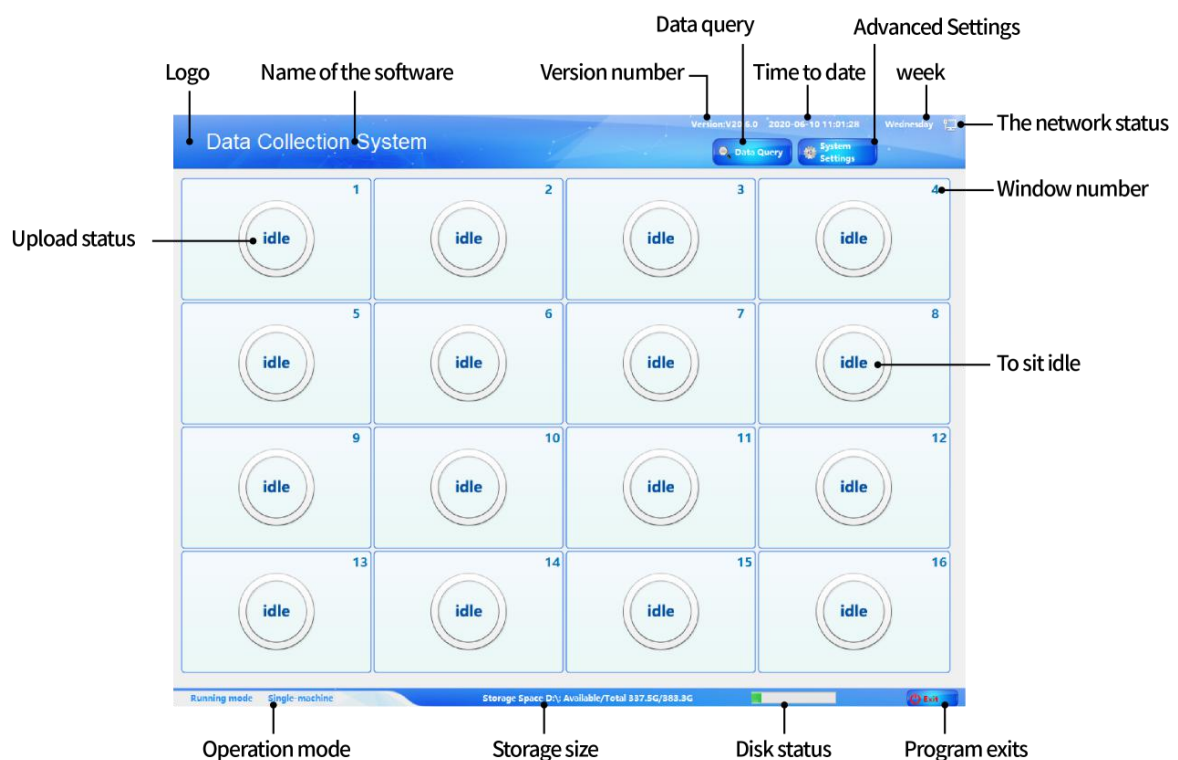 Data query
Advanced Settings
Logo
Name of the software
Version number
Time to date
week
Version:V20.6.0 2020-06-10 11:01:28 Wednesday
The network status
Data Collection System
Data Query
System
Settings
1
2
3
4
Window number
Upload status
idle
idle
idle
idle
5
6
7
8
idle
idle
idle
idle
To sit idle
9
10
11
12
idle
idle
idle
idle
13
14
15
16
idle
idle
idle
idle
Running mode Single-machine
Storage Space D:\: Available/Total 337.5G/383.3G
Exit
Operation mode
Storage size
Disk status
Program exits